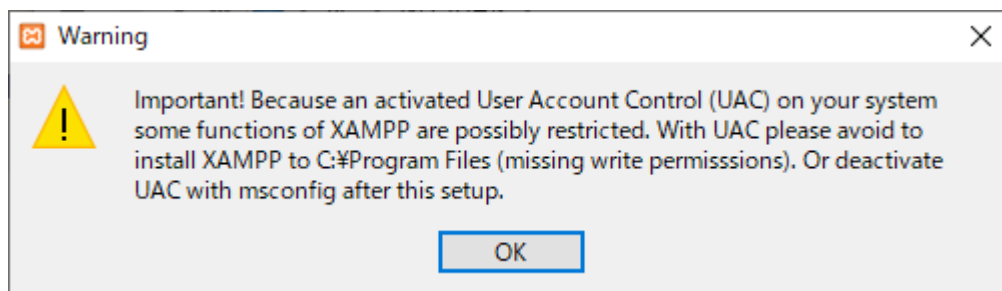 Warning
Important! Because an activated User Account Control (UAC) on your system
some functions of XAMPP are possibly restricted. With UAC please avoid to
install XAMPP to C:¥Program Files (missing write permisssions). Or deactivate
UAC with msconfig after this setup.
OK